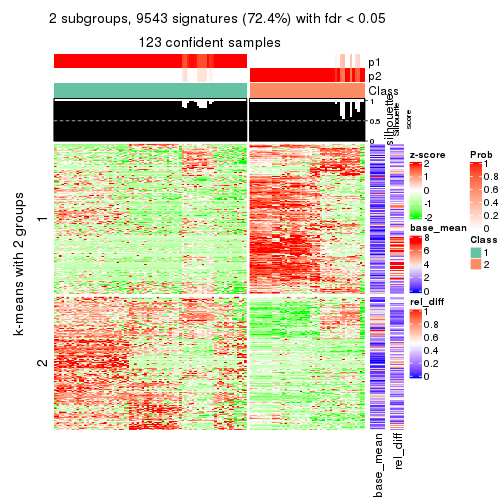 2 subgroups, 9543 signatures (72.4%) with fdr < 0.05
123 confident samples
p1
p2
Class
silhouette
Silhouette
score
1
0.5
0
k-means with 2 groups
1
2
base_mean
rel_diff
z-score
2
1
0
-1
-2
base_mean
8
6
4
2
0
rel_diff
1
0.8
0.6
0.4
0.2
0
Prob
1
0.8
0.6
0.4
0.2
0
Class
1
2